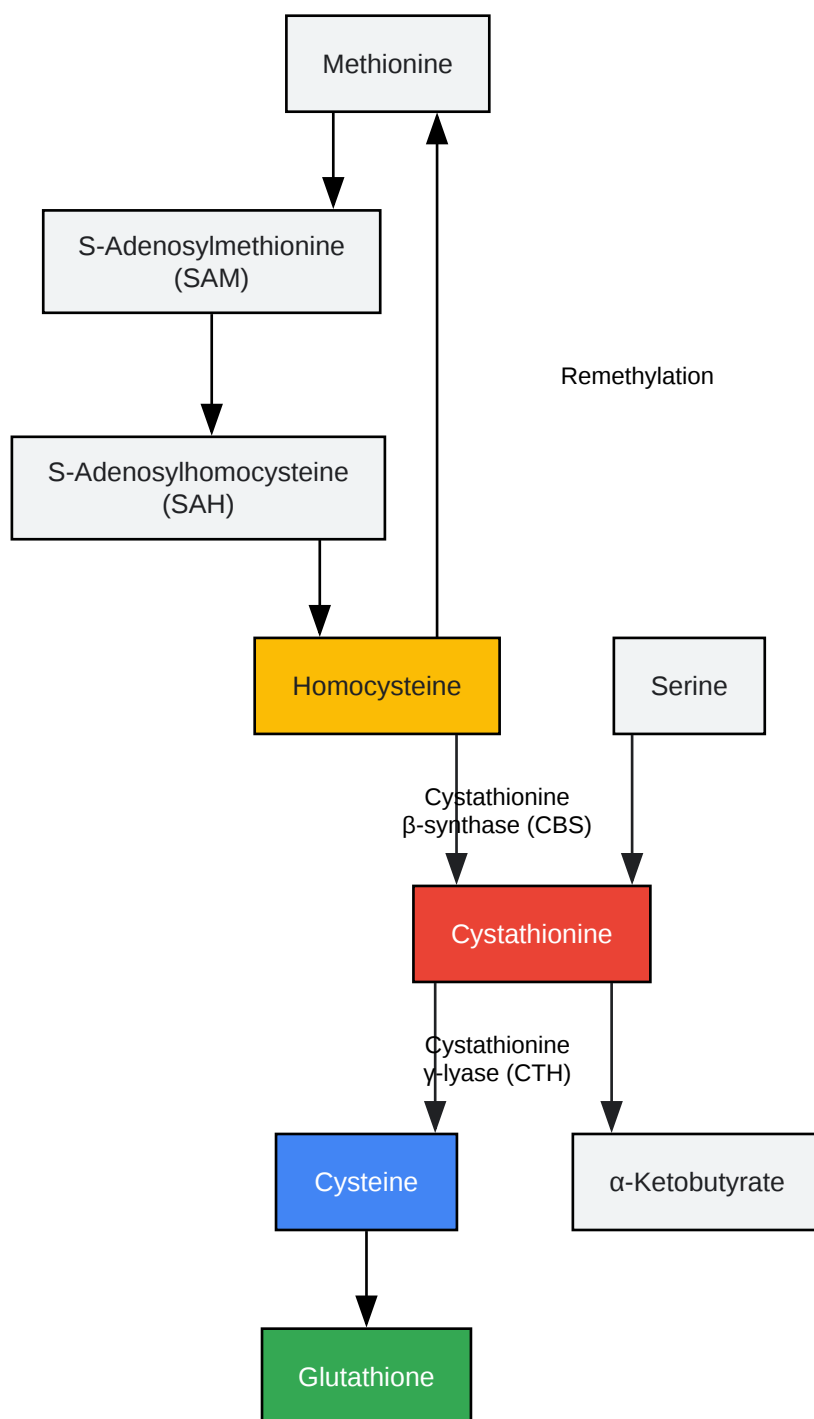 Methionine
S-Adenosylmethionine
(SAM)
Remethylation
S-Adenosylhomocysteine
(SAH)
Homocysteine
Serine
Cystathionine
β-synthase (CBS)
Cystathionine
Cystathionine
γ-lyase (CTH)
Cysteine
α-Ketobutyrate
Glutathione